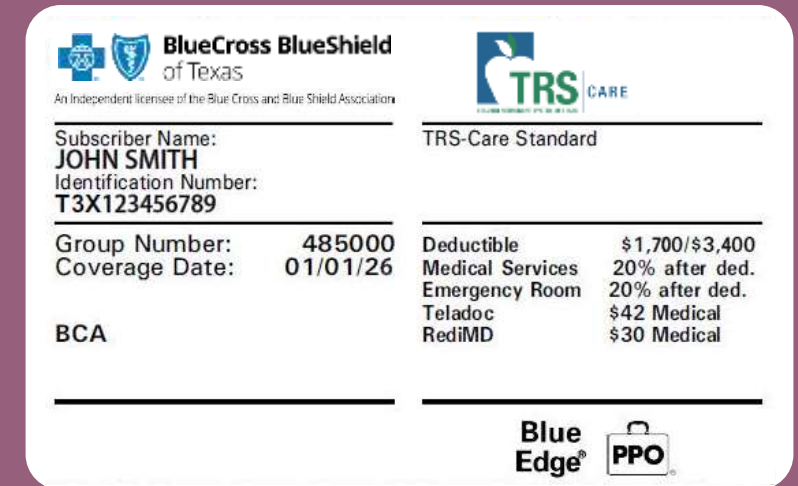 BlueCross BlueShield
of Texas
An Independent licensee of the Blue Cross and Blue Shield Association
TRS CARE
Subscriber Name:
JOHN SMITH
Identification Number:
T3X123456789
TRS-Care Standard
Group Number: 485000
Coverage Date: 01/01/26
BCA
Deductible $1,700/$3,400
Medical Services 20% after ded.
Emergency Room 20% after ded.
Teladoc $42 Medical
RediMD $30 Medical
Blue
Edge®
PPO